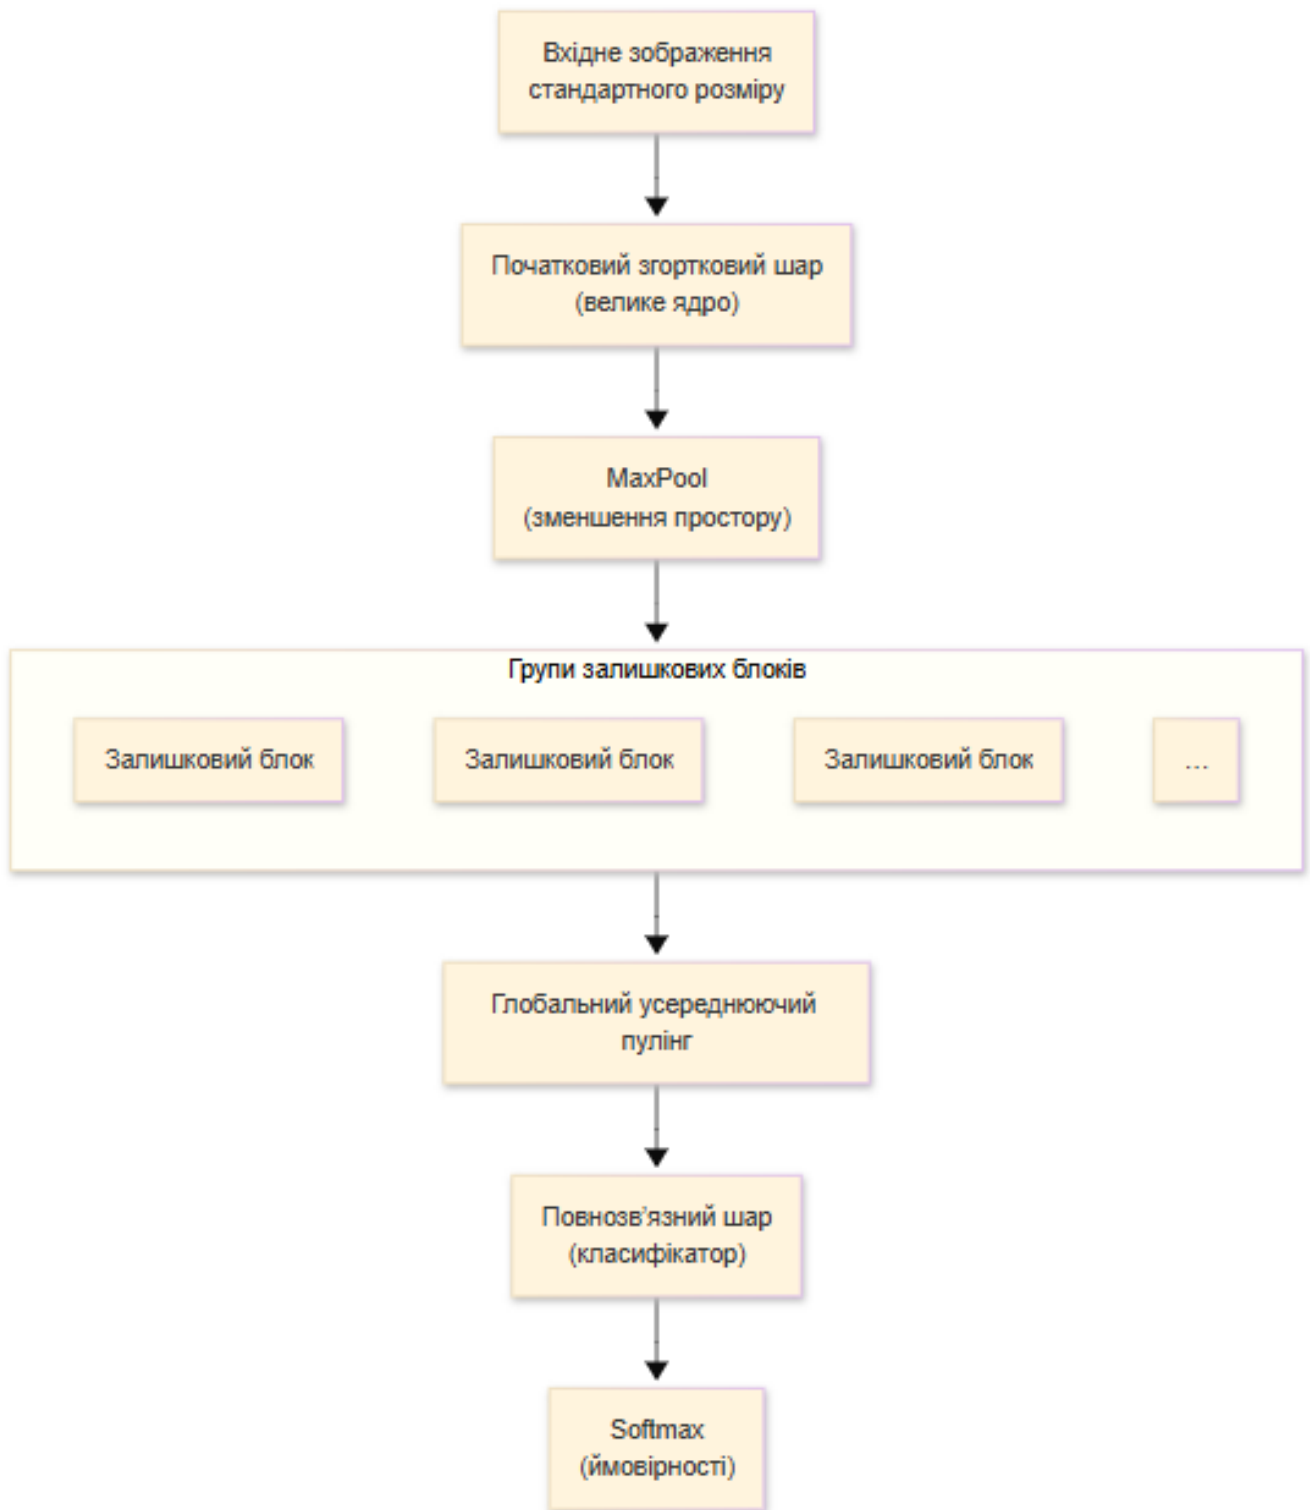 Вхідне зображення
стандартного розміру
Початковий згортковий шар
(велике ядро)
MaxPool
(зменшення простору)
Групи залишкових блоків
Залишковий блок
Залишковий блок
Залишковий блок
...
Глобальний усереднюючий
пулінг
Повнозв'язний шар
(класифікатор)
Softmax
(ймовірності)